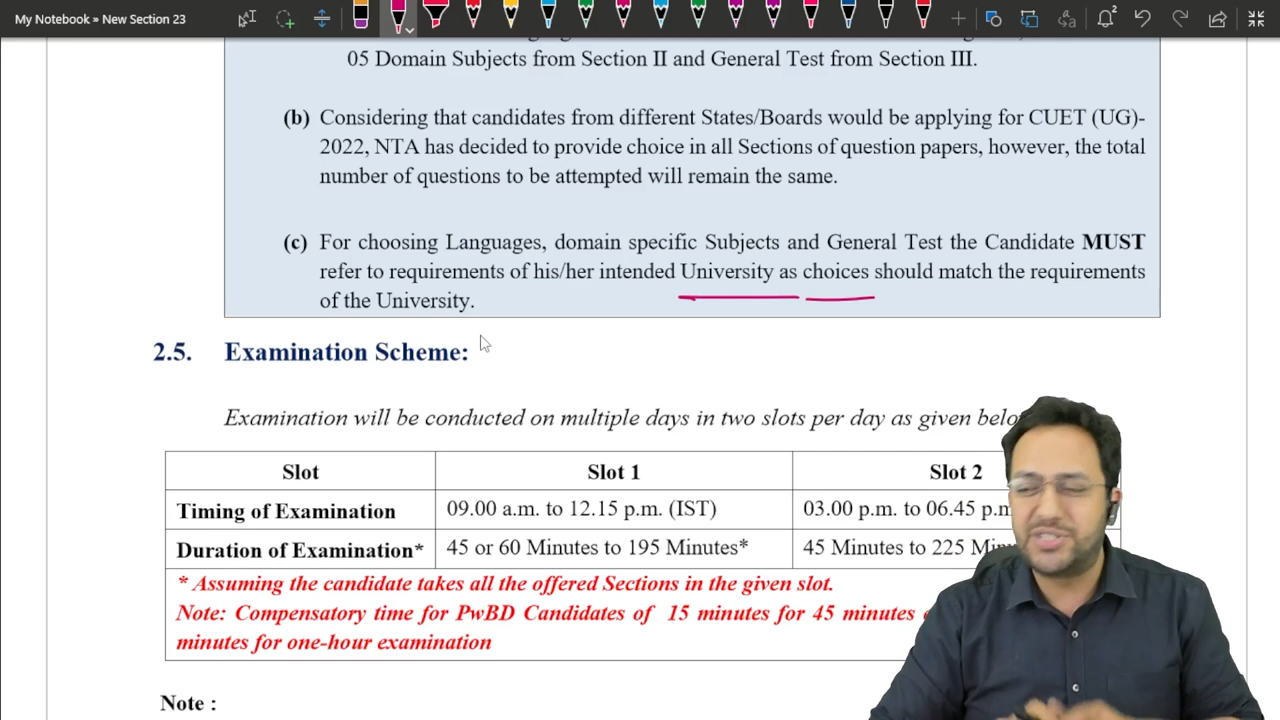 My Notebook » New Section 23
2
05 Domain Subjects from Section II and General Test from Section III.
(b) Considering that candidates from different States/Boards would be applying for CUET (UG)-
2022, NTA has decided to provide choice in all Sections of question papers, however, the total
number of questions to be attempted will remain the same.
(c) For choosing Languages, domain specific Subjects and General Test the Candidate MUST
refer to requirements of his/her intended University as choices should match the requirements
of the University.
2.5. Examination Scheme:
Examination will be conducted on multiple days in two slots per day as given
Slot Slot 1 Slot 2
Timing of Examination 09.00 a.m. to 12.15 p.m. (IST) 03.00 p.m. to 06.45
Duration of Examination* 45 or 60 Minutes to 195 Minutes* 45 Minutes to 225
* Assuming the candidate takes all the offered Sections in the given slot.
Note: Compensatory time for PwBD Candidates of 15 minutes for 45 minutes
minutes for one-hour examination
Note :